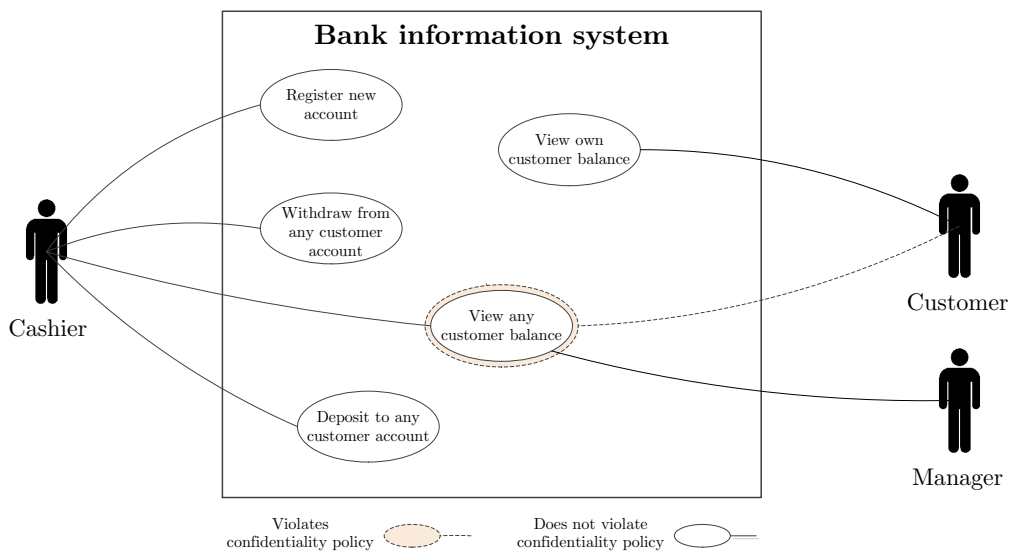 Bank information system
Register new
account
View own
customer balance
Withdraw from
any customer
account
Cashier
Customer
View any
customer balance
Deposit to any
customer account
Manager
Violates
confidentiality policy
Does not violate
confidentiality policy